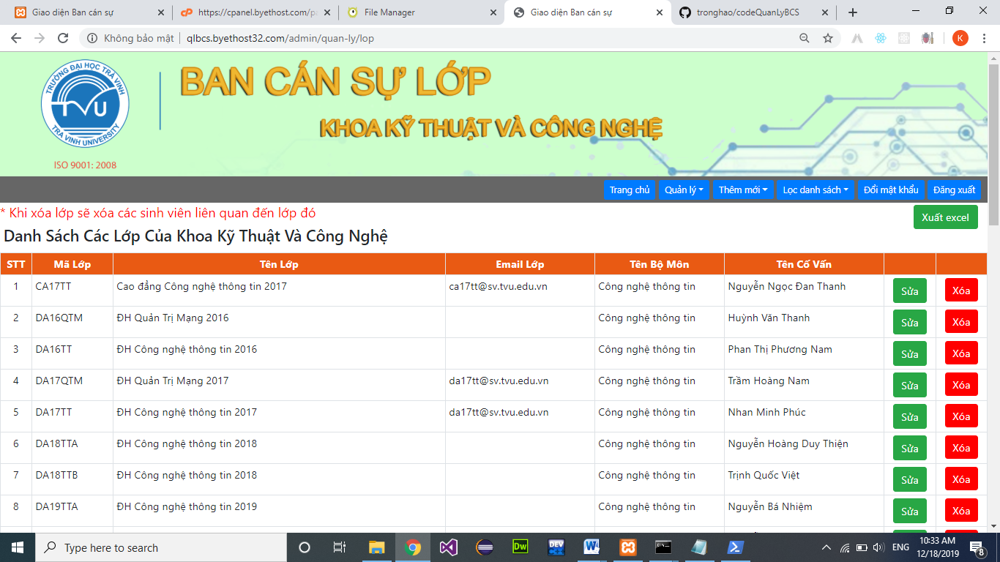 Giao diện Ban cán sự
https://cpanel.byethost.com/pa
File Manager
Giao diện Ban cán sự
tronghao/codeQuanLyBCS
Không bảo mật
qlbcs.byethost32.com/admin/quan-ly/lop
K
TRƯỜNG ĐẠI HỌC TRÀ VINH
TVU
TRA VINH UNIVERSITY
ISO 9001: 2008
BAN CÁN SỰ LỚP
KHOA KỸ THUẬT VÀ CÔNG NGHỆ
Trang chủ Quản lý Thêm mới Lọc danh sách Đổi mật khẩu Đăng xuất
* Khi xóa lớp sẽ xóa các sinh viên liên quan đến lớp đó
Xuất excel
Danh Sách Các Lớp Của Khoa Kỹ Thuật Và Công Nghệ
STT Mã Lớp Tên Lớp Email Lớp Tên Bộ Môn Tên Cố Vấn
1 CA17TT Cao đẳng Công nghệ thông tin 2017 ca17tt@sv.tvu.edu.vn Công nghệ thông tin Nguyễn Ngọc Đan Thanh Sửa Xóa
2 DA16QTM ĐH Quản Trị Mạng 2016 Công nghệ thông tin Huỳnh Văn Thanh Sửa Xóa
3 DA16TT ĐH Công nghệ thông tin 2016 Công nghệ thông tin Phan Thị Phương Nam Sửa Xóa
4 DA17QTM ĐH Quản Trị Mạng 2017 da17tt@sv.tvu.edu.vn Công nghệ thông tin Trầm Hoàng Nam Sửa Xóa
5 DA17TT ĐH Công nghệ thông tin 2017 da17tt@sv.tvu.edu.vn Công nghệ thông tin Nhan Minh Phúc Sửa Xóa
6 DA18TTA ĐH Công nghệ thông tin 2018 Công nghệ thông tin Nguyễn Hoàng Duy Thiện Sửa Xóa
7 DA18TTB ĐH Công nghệ thông tin 2018 Công nghệ thông tin Trịnh Quốc Việt Sửa Xóa
8 DA19TTA ĐH Công nghệ thông tin 2019 Công nghệ thông tin Nguyễn Bá Nhiệm Sửa Xóa
Type here to search
Dw
DEV
ENG
10:33 AM
12/18/2019
8